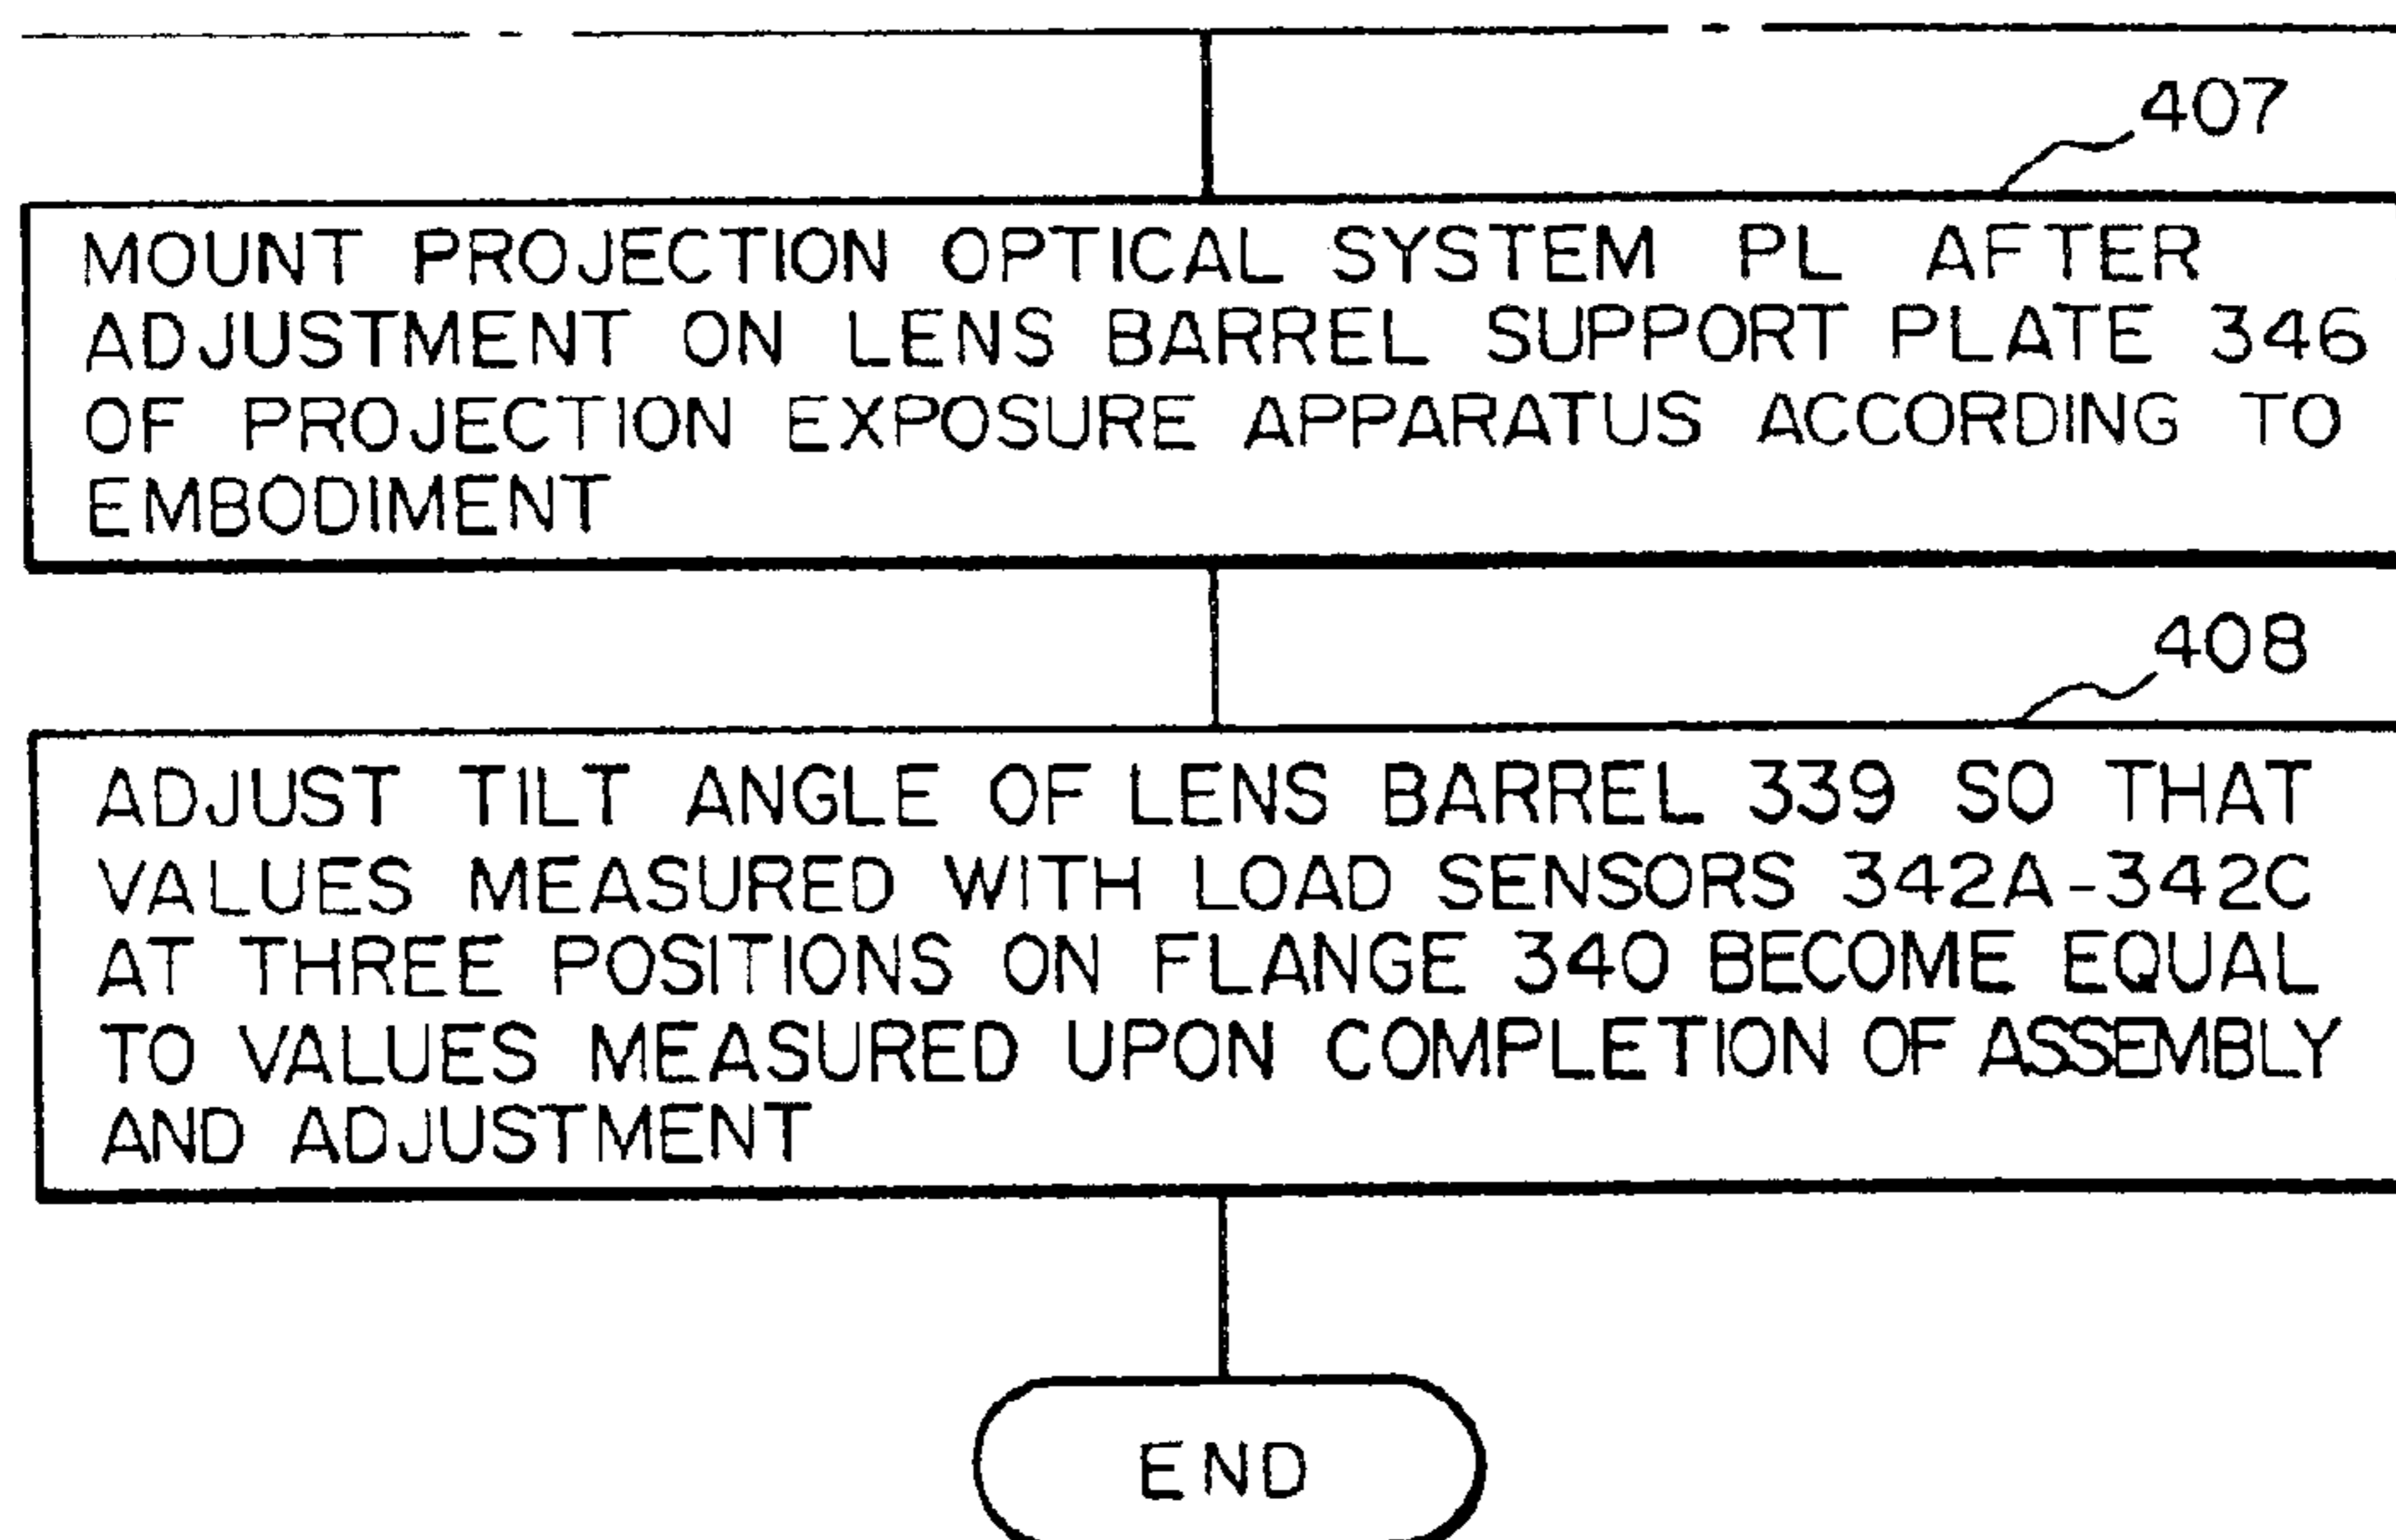 407
MOUNT PROJECTION OPTICAL SYSTEM PL AFTER
ADJUSTMENT ON LENS BARREL SUPPORT PLATE 346
OF PROJECTION EXPOSURE APPARATUS ACCORDING TO
EMBODIMENT
408
ADJUST TILT ANGLE OF LENS BARREL 339 SO THAT
VALUES MEASURED WITH LOAD SENSORS 342A-342C
AT THREE POSITIONS ON FLANGE 340 BECOME EQUAL
TO VALUES MEASURED UPON COMPLETION OF ASSEMBLY
AND ADJUSTMENT
END